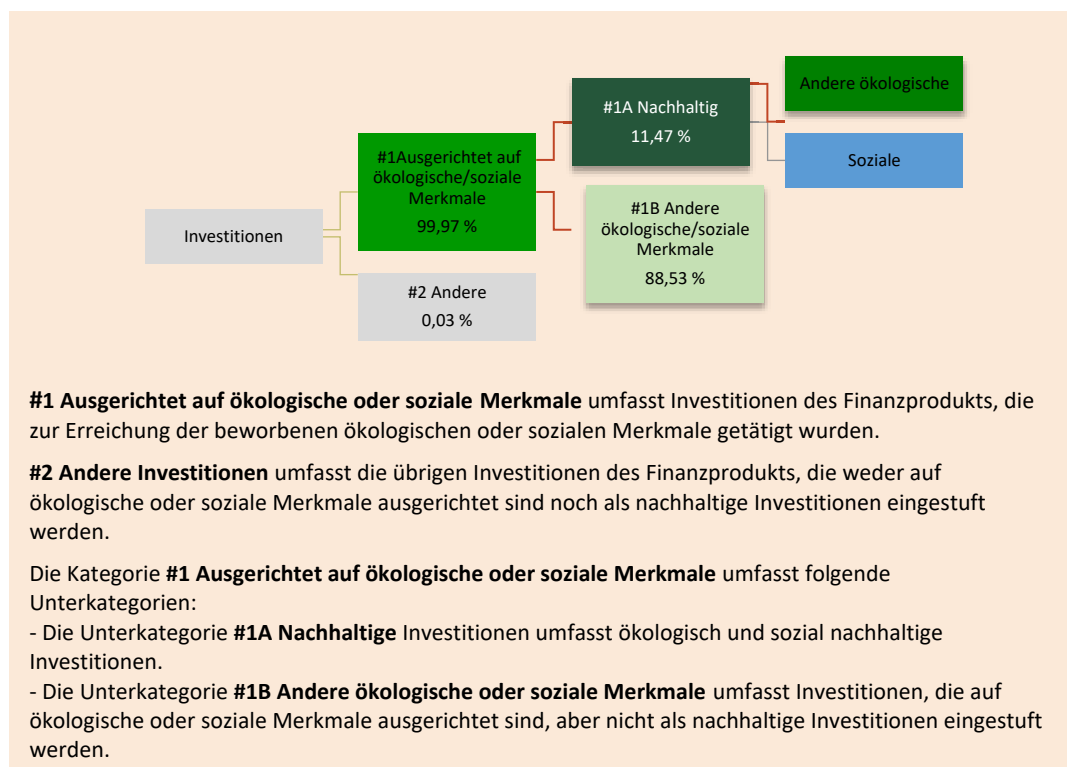 Investitionen
#1Ausgerichtet auf
ökologische/soziale
Merkmale
99,97 %
#2 Andere
0,03 %
#1A Nachhaltig
11,47 %
#1B Andere
ökologische/soziale
Merkmale
88,53 %
Andere ökologische
Soziale
#1 Ausgerichtet auf ökologische oder soziale Merkmale umfasst Investitionen des Finanzprodukts, die
zur Erreichung der beworbenen ökologischen oder sozialen Merkmale getätigt wurden.
#2 Andere Investitionen umfasst die übrigen Investitionen des Finanzprodukts, die weder auf
ökologische oder soziale Merkmale ausgerichtet sind noch als nachhaltige Investitionen eingestuft
werden.
Die Kategorie #1 Ausgerichtet auf ökologische oder soziale Merkmale umfasst folgende
Unterkategorien:
- Die Unterkategorie #1A Nachhaltige Investitionen umfasst ökologisch und sozial nachhaltige
Investitionen.
- Die Unterkategorie #1B Andere ökologische oder soziale Merkmale umfasst Investitionen, die auf
ökologische oder soziale Merkmale ausgerichtet sind, aber nicht als nachhaltige Investitionen eingestuft
werden.